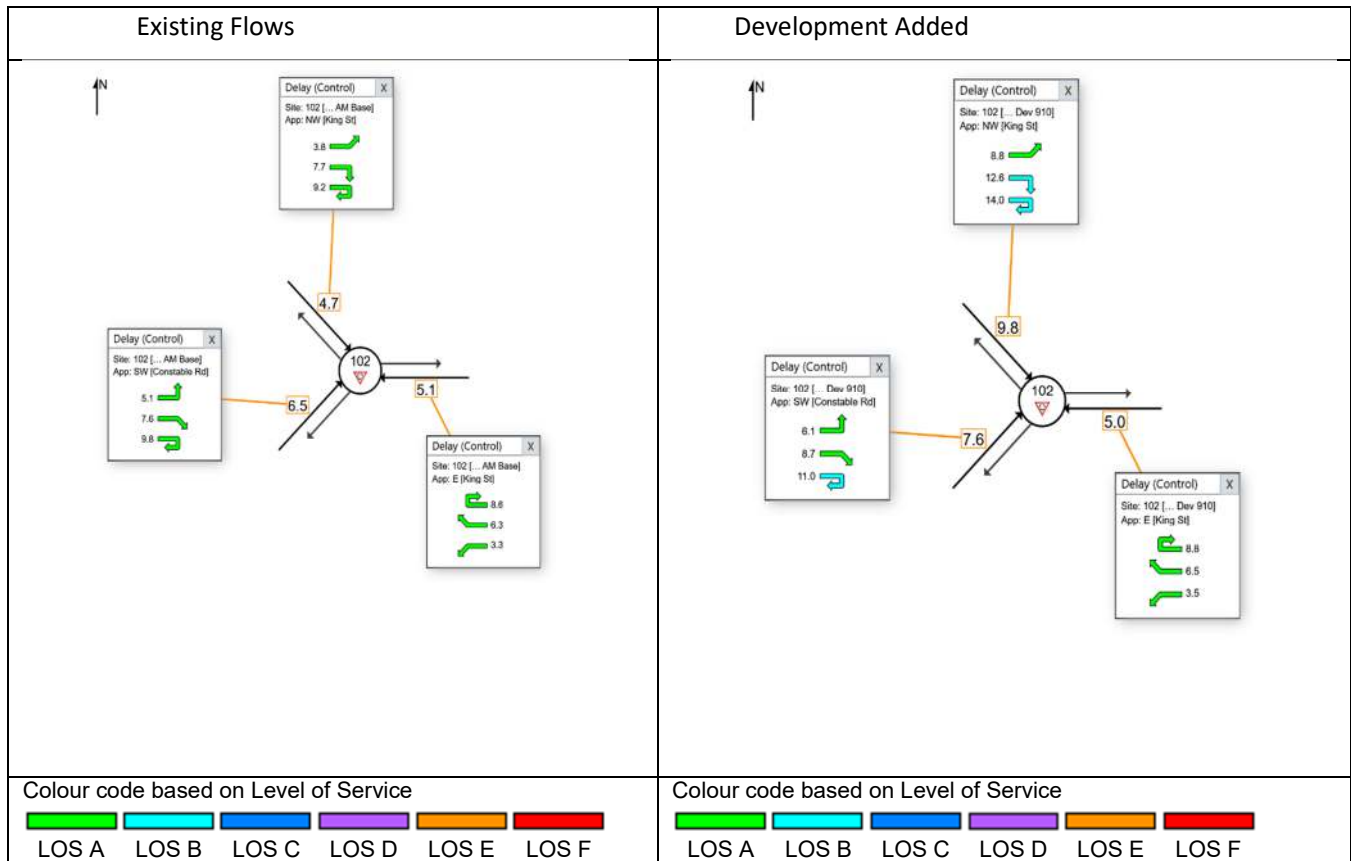 Existing Flows
Development Added
N
Delay (Control) X
Site: 102 [... AM Base]
App: NW [King St]
3.8
7.7
9.2
4.7
Delay (Control) X
Site: 102 [... AM Base]
App: SW [Constable Rd]
5.1
7.6
9.8
6.5
102
5.1
Delay (Control) X
Site: 102 [... AM Base]
App: E [King St]
8.6
6.3
3.3
N
Delay (Control) X
Site: 102 [... Dev 910]
App: NW [King St]
8.8
12.6
14.0
9.8
Delay (Control) X
Site: 102 [... Dev 910]
App: SW [Constable Rd]
6.1
8.7
11.0
7.6
102
5.0
Delay (Control) X
Site: 102 [... Dev 910]
App: E [King St]
8.8
6.5
3.5
Colour code based on Level of Service
LOS A LOS B LOS C LOS D LOS E LOS F
Colour code based on Level of Service
LOS A LOS B LOS C LOS D LOS E LOS F